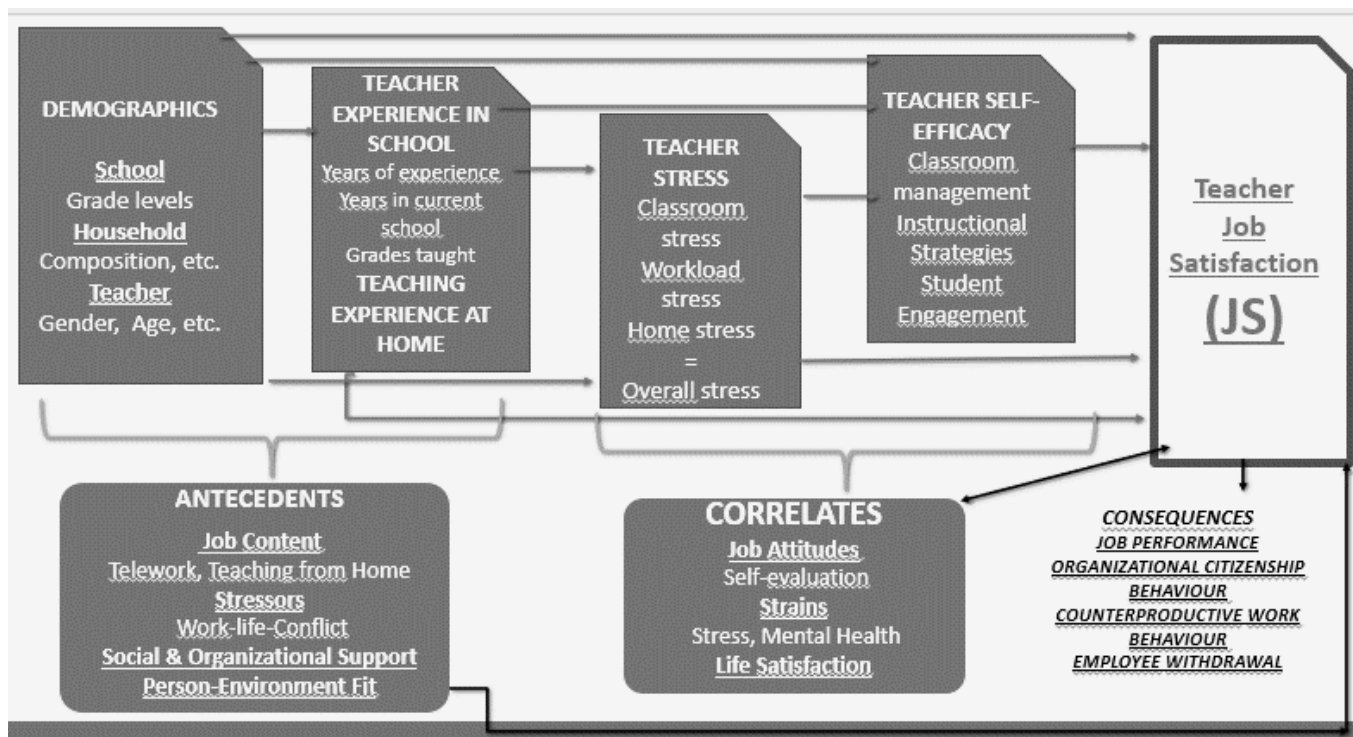 DEMOGRAPHICS
School
Grade levels
Household
Composition, etc.
Teacher
Gender, Age, etc.
TEACHER
EXPERIENCE IN
SCHOOL
Years of experience
Years in current
school
Grades taught
TEACHING
EXPERIENCE AT
HOME
TEACHER
STRESS
Classroom
stress
Workload
stress
Home stress
=
Overall stress
TEACHER SELF-
EFFICACY
Classroom
management
Instructional
Strategies
Student
Engagement
Teacher
Job
Satisfaction
(JS)
ANTECEDENTS
Job Content
Telework, Teaching from Home
Stressors
Work-life-Conflict
Social & Organizational Support
Person-Environment Fit
CORRELATES
Job Attitudes
Self-evaluation
Strains
Stress, Mental Health
Life Satisfaction
CONSEQUENCES
JOB PERFORMANCE
ORGANIZATIONAL CITIZENSHIP
BEHAVIOUR
COUNTERPRODUCTIVE WORK
BEHAVIOUR
EMPLOYEE WITHDRAWAL